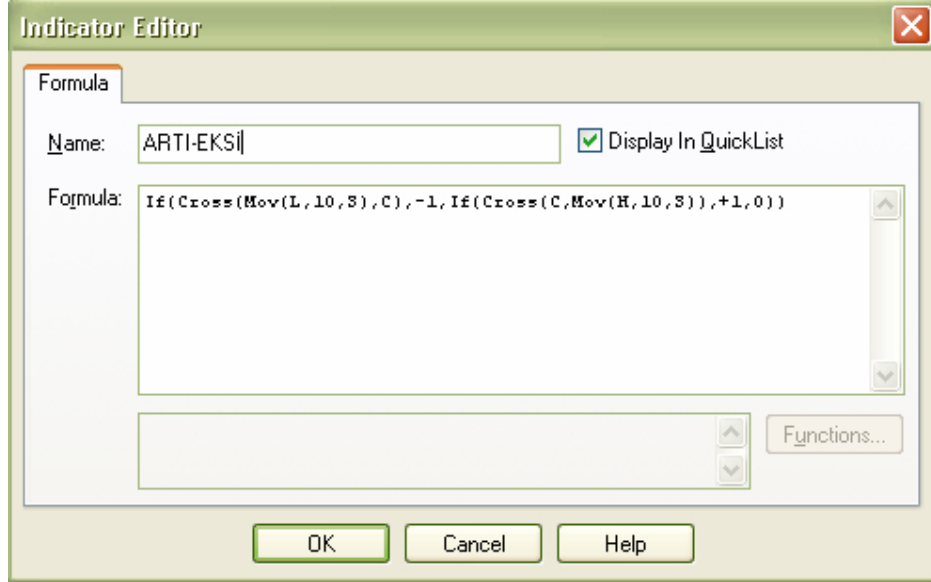 Indicator Editor
Formula
Name: ARTI-EKSİ Display In QuickList
Formula: If(Cross(Mov(L,10,S),C),-1,If(Cross(C,Mov(H,10,S)),+1,0))
Functions...
OK Cancel Help